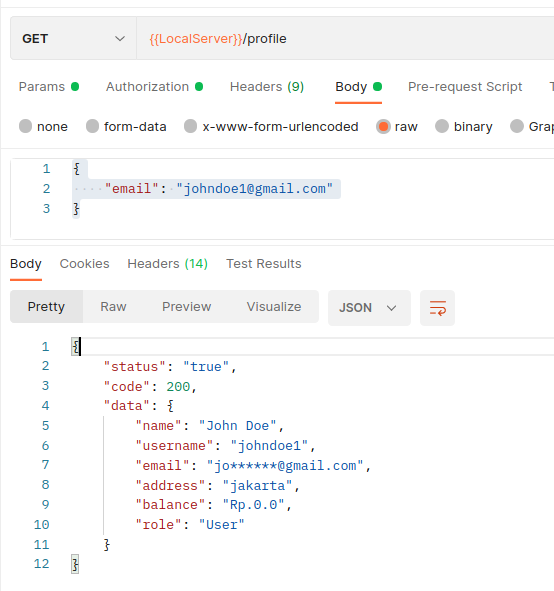 GET {{LocalServer}}/profile
Params Authorization Headers (9) Body Pre-request Script
none form-data x-www-form-urlencoded raw binary
1 {
2 ····"email":·"johndoe1@gmail.com"
3 }
Body Cookies Headers (14) Test Results
Pretty Raw Preview Visualize JSON
1 {
2 "status": "true",
3 "code": 200,
4 "data": {
5 "name": "John Doe",
6 "username": "johndoe1",
7 "email": "jo******@gmail.com",
8 "address": "jakarta",
9 "balance": "Rp.0.0",
10 "role": "User"
11 }
12 }